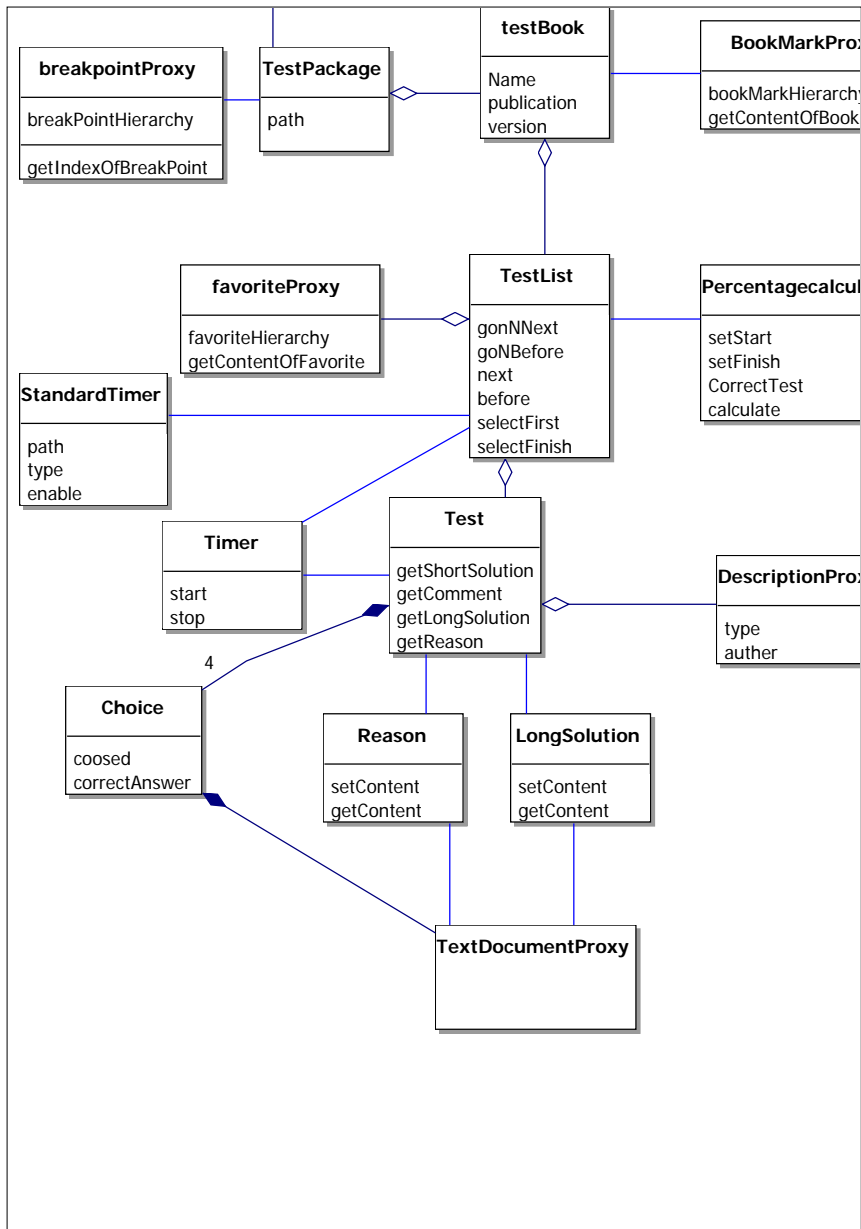 testBook
Name
publication
version
BookMarkProx
bookMarkHierarchy
getContentOfBook
breakpointProxy
breakPointHierarchy
getIndexOfBreakPoint
TestPackage
path
TestList
gonNNext
goNBefore
next
before
selectFirst
selectFinish
favoriteProxy
favoriteHierarchy
getContentOfFavorite
Percentagecalcul
setStart
setFinish
CorrectTest
calculate
StandardTimer
path
type
enable
Test
getShortSolution
getComment
getLongSolution
getReason
Timer
start
stop
DescriptionProx
type
auther
4
Choice
coosed
correctAnswer
Reason
setContent
getContent
LongSolution
setContent
getContent
TextDocumentProxy